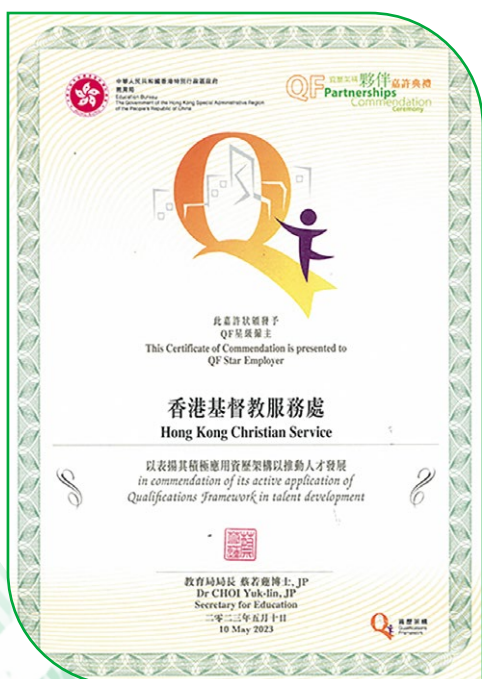 中華人民共和國香港特別行政區政府
教育局
Education Bureau
The Government of the Hong Kong Special Administrative Region
of the People's Republic of China
QF 資歷架構 夥伴 嘉許典禮
Partnerships
Commendation
Ceremony
此嘉許狀頒發予
QF星級僱主
This Certificate of Commendation is presented to
QF Star Employer
香港基督教服務處
Hong Kong Christian Service
以表揚其積極應用資歷架構以推動人才發展
in commendation of its active application of
Qualifications Framework in talent development
教育局局長 蔡若蓮博士, JP
Dr CHOI Yuk-lin, JP
Secretary for Education
二零二三年五月十日
10 May 2023
資歷架構
Qualifications
Framework